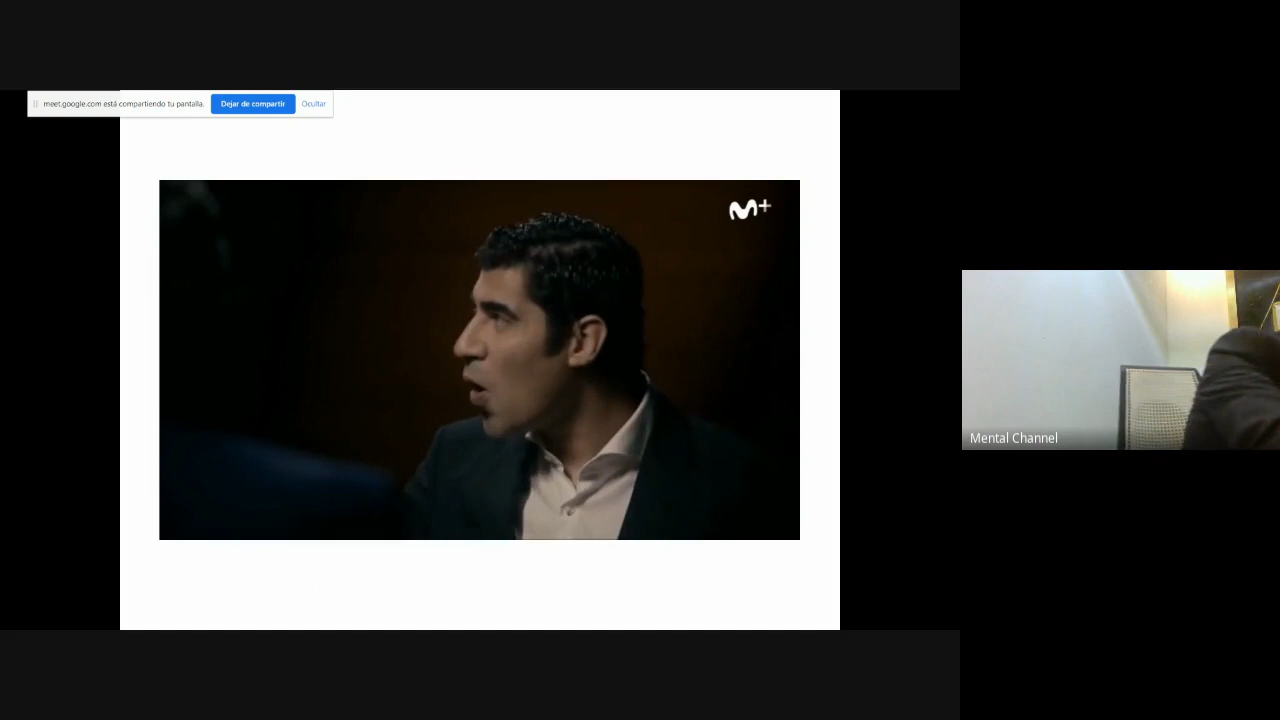 meet.google.com está compartiendo tu pantalla.
Dejar de compartir
Ocultar
M+
Mental Channel